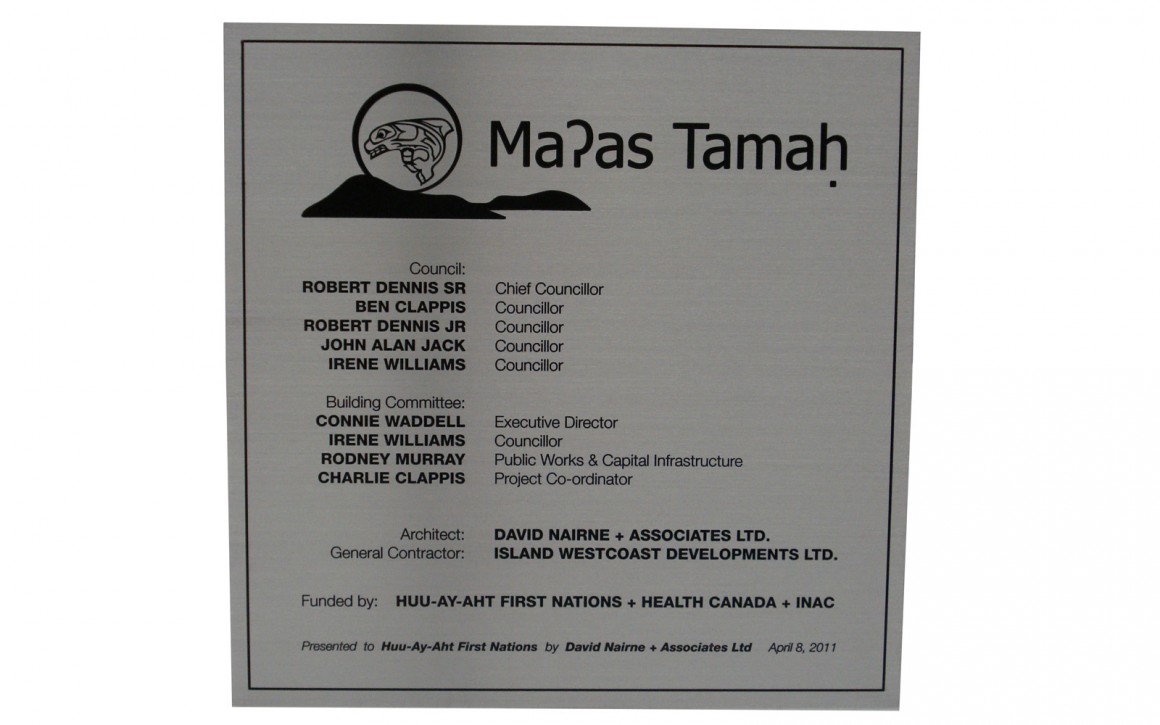 Maʔas Tamaḥ
Council:
ROBERT DENNIS SR Chief Councillor
BEN CLAPPIS Councillor
ROBERT DENNIS JR Councillor
JOHN ALAN JACK Councillor
IRENE WILLIAMS Councillor
Building Committee:
CONNIE WADDELL Executive Director
IRENE WILLIAMS Councillor
RODNEY MURRAY Public Works & Capital Infrastructure
CHARLIE CLAPPIS Project Co-ordinator
Architect: DAVID NAIRNE + ASSOCIATES LTD.
General Contractor: ISLAND WESTCOAST DEVELOPMENTS LTD.
Funded by: HUU-AY-AHT FIRST NATIONS + HEALTH CANADA + INAC
Presented to Huu-Ay-Aht First Nations by David Nairne + Associates Ltd April 8, 2011